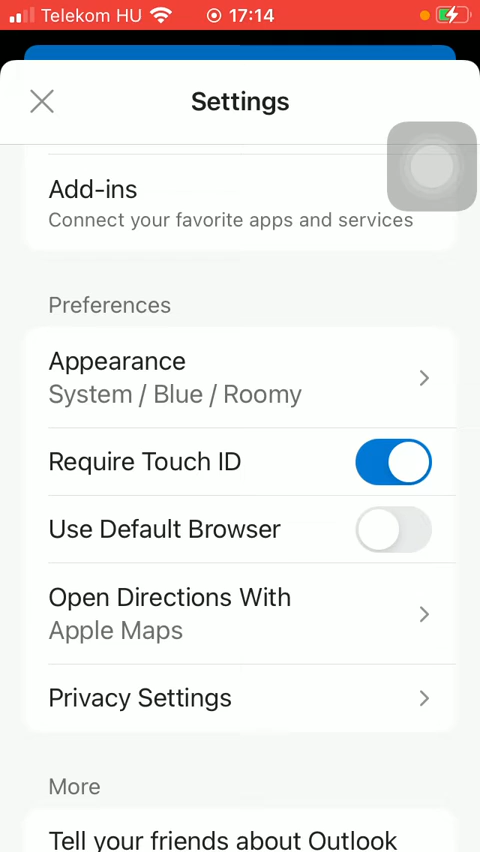 Telekom HU 17:14
Settings
Add-ins
Connect your favorite apps and services
Preferences
Appearance
System / Blue / Roomy
Require Touch ID
Use Default Browser
Open Directions With
Apple Maps
Privacy Settings
More
Tell your friends about Outlook